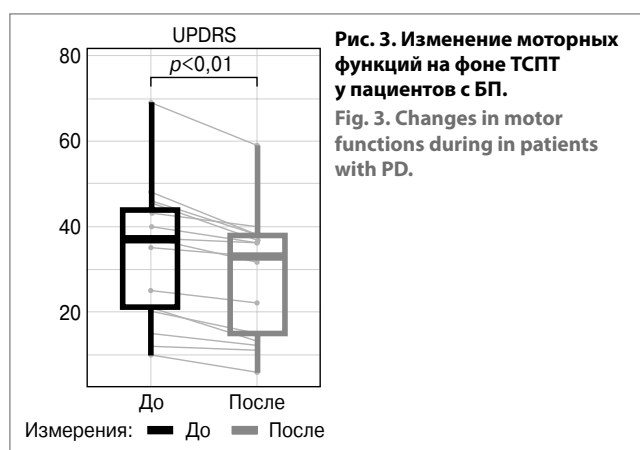 UPDRS
80
p<0,01
60
40
20
До После
Измерения: До После
Рис. 3. Изменение моторных
функций на фоне ТСПТ
у пациентов с БП.
Fig. 3. Changes in motor
functions during in patients
with PD.